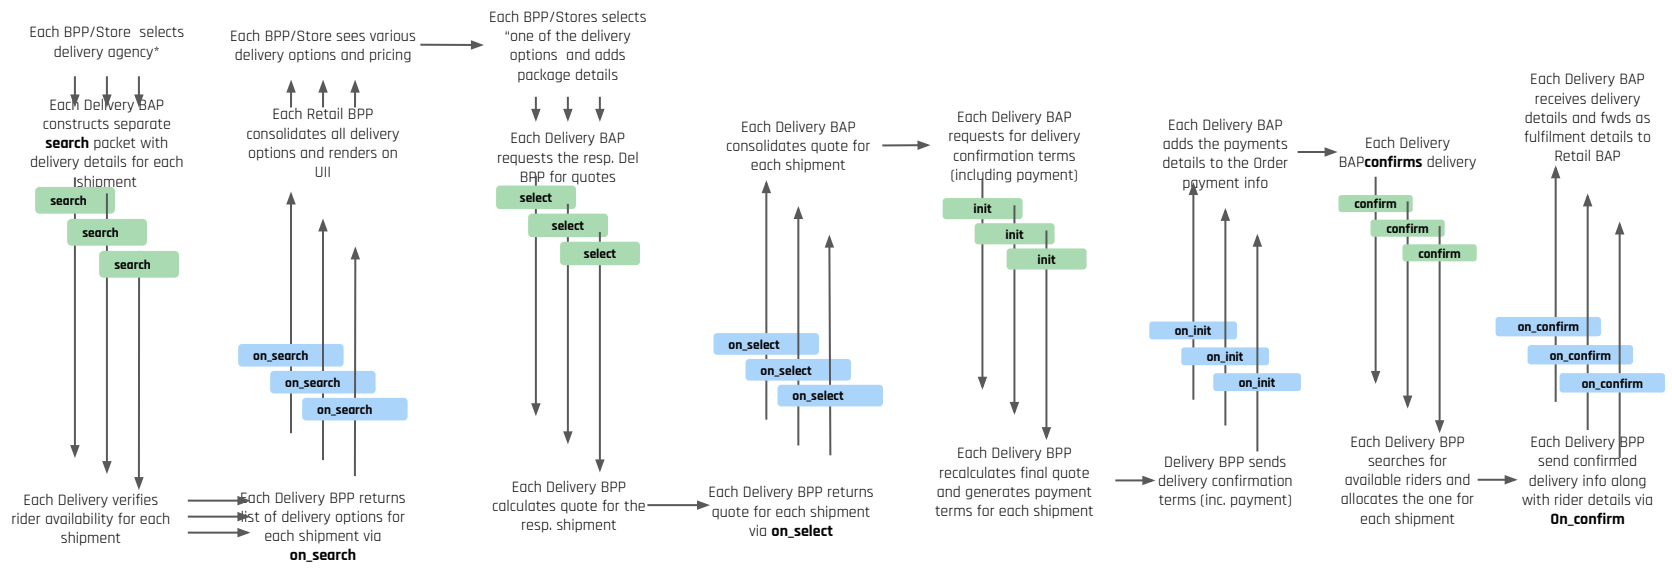 Each BPP/Store selects
delivery agency*
Each Delivery BAP
constructs separate
search packet with
delivery details for each
shipment
search
search
search
Each Delivery verifies
rider availability for each
shipment
Each BPP/Store sees various
delivery options and pricing
Each Retail BPP
consolidates all delivery
options and renders on
UII
on_search
on_search
on_search
Each Delivery BPP returns
list of delivery options for
each shipment via
on_search
Each BPP/Stores selects
“one of the delivery
options and adds
package details
Each Delivery BAP
requests the resp. Del
BPP for quotes
select
select
select
Each Delivery BPP
calculates quote for the
resp. shipment
Each Delivery BAP
consolidates quote for
each shipment
on_select
on_select
on_select
Each Delivery BPP returns
quote for each shipment
via on_select
Each Delivery BAP
requests for delivery
confirmation terms
(including payment)
init
init
init
Each Delivery BPP
recalculates final quote
and generates payment
terms for each shipment
Each Delivery BAP
adds the payments
details to the Order
payment info
on_init
on_init
on_init
Delivery BPP sends
delivery confirmation
terms (inc. payment)
Each Delivery
BAPconfirms delivery
confirm
confirm
confirm
Each Delivery BPP
searches for
available riders and
allocates the one for
each shipment
Each Delivery BAP
receives delivery
details and fwds as
fulfilment details to
Retail BAP
on_confirm
on_confirm
on_confirm
Each Delivery BPP
send confirmed
delivery info along
with rider details via
On_confirm